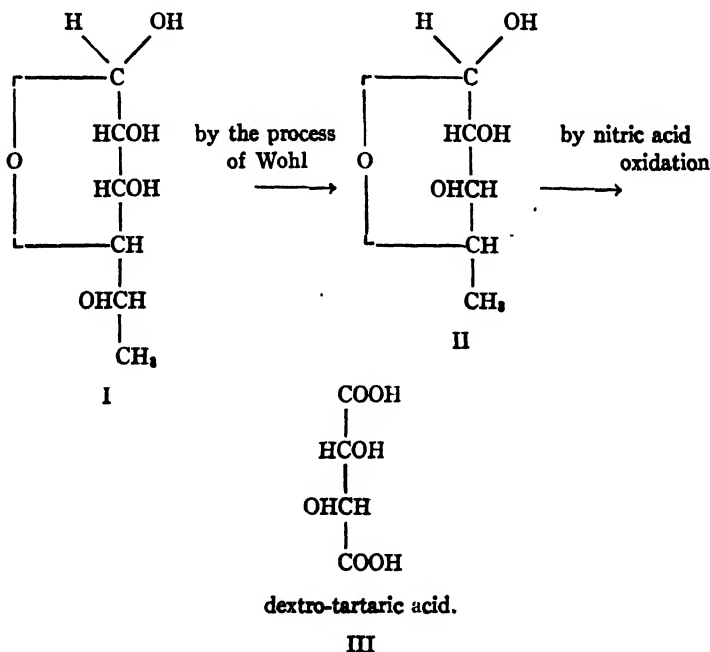 H OH H OH
C C
HCOH by the process HCOH by nitric acid
O of Wohl O oxidation
HCOH OHCH
CH CH
OHCH CH₃
CH₃ II
I
COOH
HCOH
OHCH
COOH
dextro-tartaric acid.
III